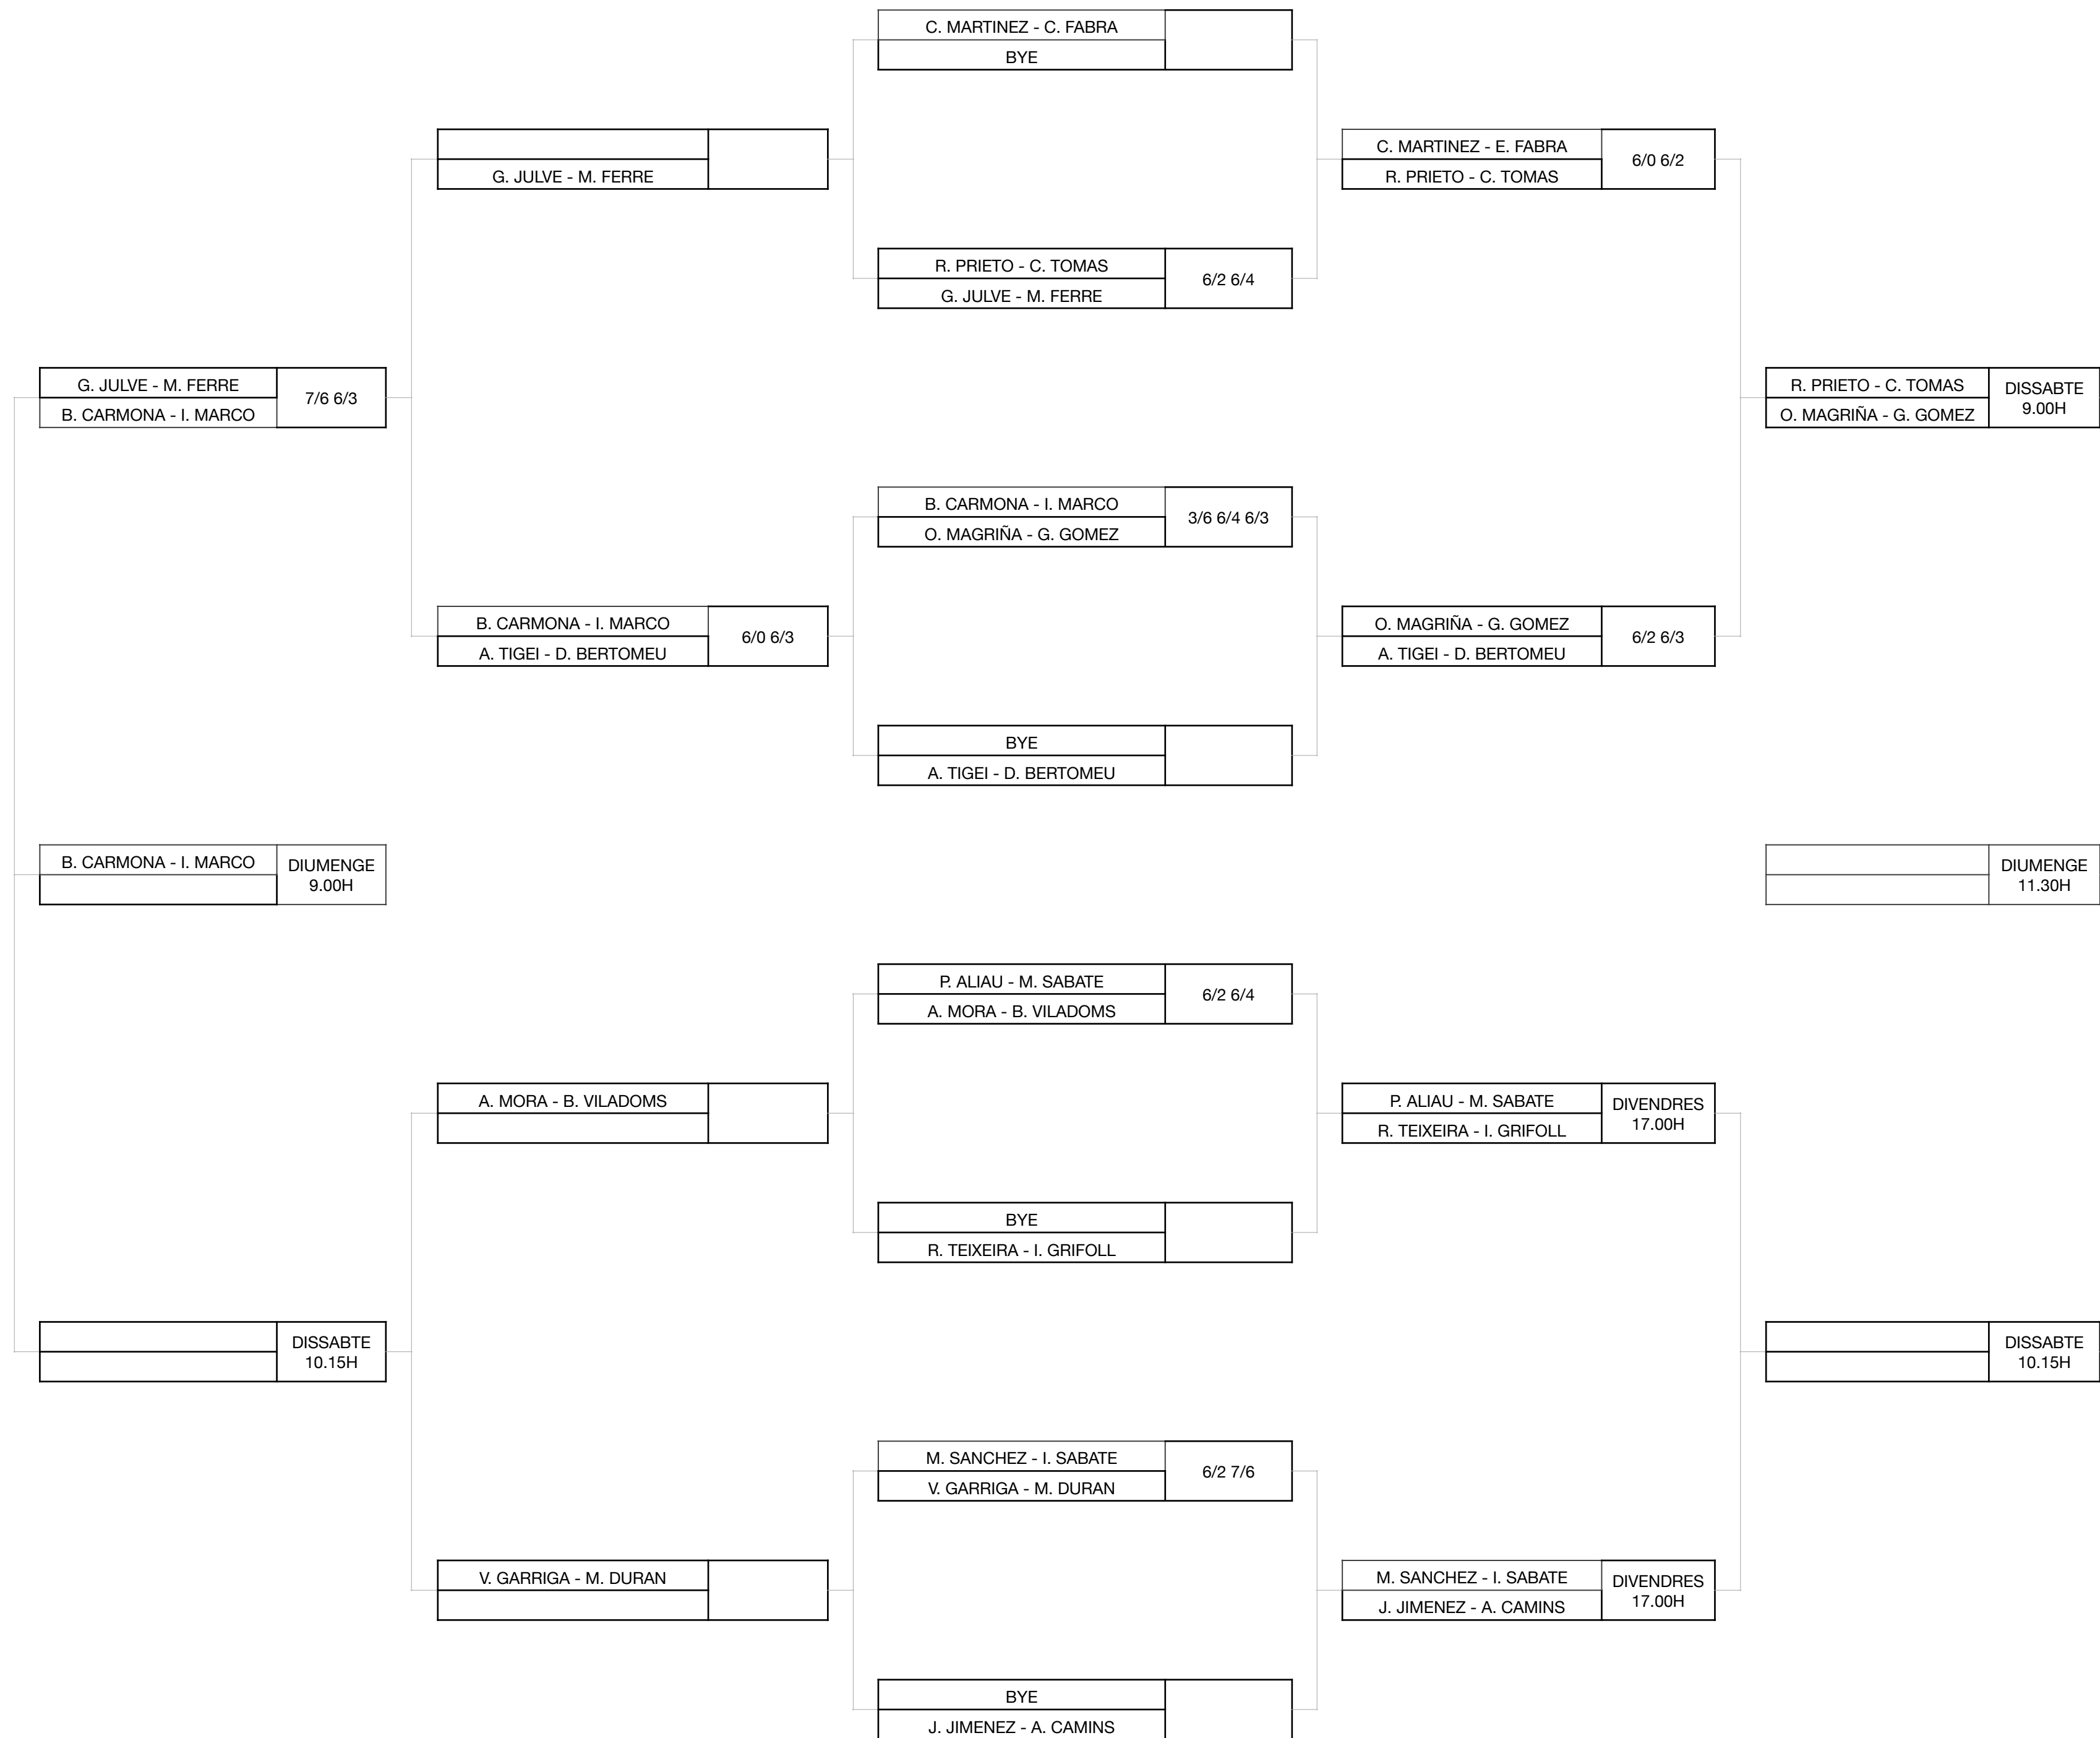 C. MARTINEZ - C. FABRA
BYE
G. JULVE - M. FERRE
C. MARTINEZ - E. FABRA
R. PRIETO - C. TOMAS
6/0 6/2
R. PRIETO - C. TOMAS
G. JULVE - M. FERRE
6/2 6/4
G. JULVE - M. FERRE
B. CARMONA - I. MARCO
7/6 6/3
R. PRIETO - C. TOMAS
O. MAGRIÑA - G. GOMEZ
DISSABTE
9.00H
B. CARMONA - I. MARCO
O. MAGRIÑA - G. GOMEZ
3/6 6/4 6/3
B. CARMONA - I. MARCO
A. TIGEI - D. BERTOMEU
6/0 6/3
O. MAGRIÑA - G. GOMEZ
A. TIGEI - D. BERTOMEU
6/2 6/3
BYE
A. TIGEI - D. BERTOMEU
B. CARMONA - I. MARCO
DIUMENGE
9.00H
DIUMENGE
11.30H
P. ALIAU - M. SABATE
A. MORA - B. VILADOMS
6/2 6/4
A. MORA - B. VILADOMS
P. ALIAU - M. SABATE
R. TEIXEIRA - I. GRIFOLL
DIVENDRES
17.00H
BYE
R. TEIXEIRA - I. GRIFOLL
DISSABTE
10.15H
DISSABTE
10.15H
M. SANCHEZ - I. SABATE
V. GARRIGA - M. DURAN
6/2 7/6
V. GARRIGA - M. DURAN
M. SANCHEZ - I. SABATE
J. JIMENEZ - A. CAMINS
DIVENDRES
17.00H
BYE
J. JIMENEZ - A. CAMINS